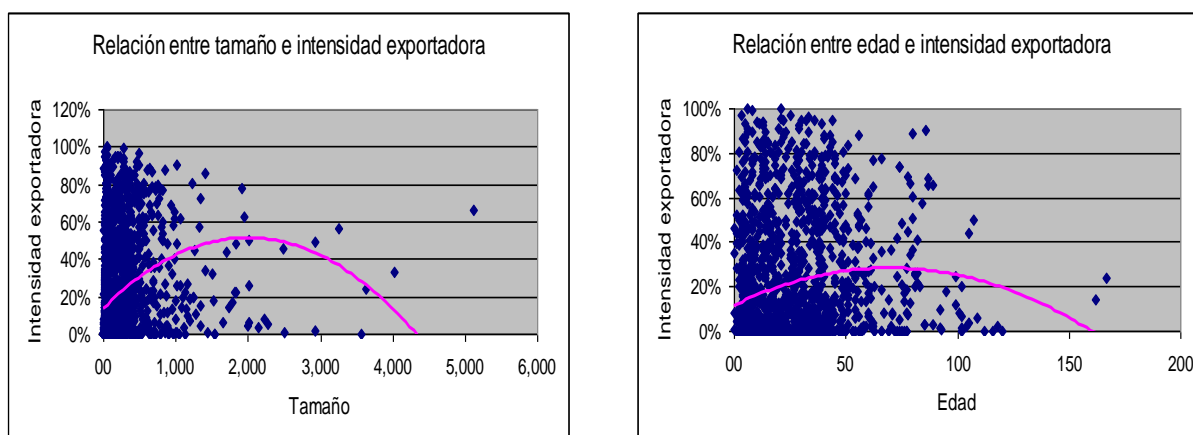 Relación entre tamaño e intensidad exportadora
Intensidad exportadora
120%
100%
80%
60%
40%
20%
0%
00 1,000 2,000 3,000 4,000 5,000 6,000
Tamaño
Relación entre edad e intensidad exportadora
Intensidad exportadora
100%
80%
60%
40%
20%
0%
00 50 100 150 200
Edad